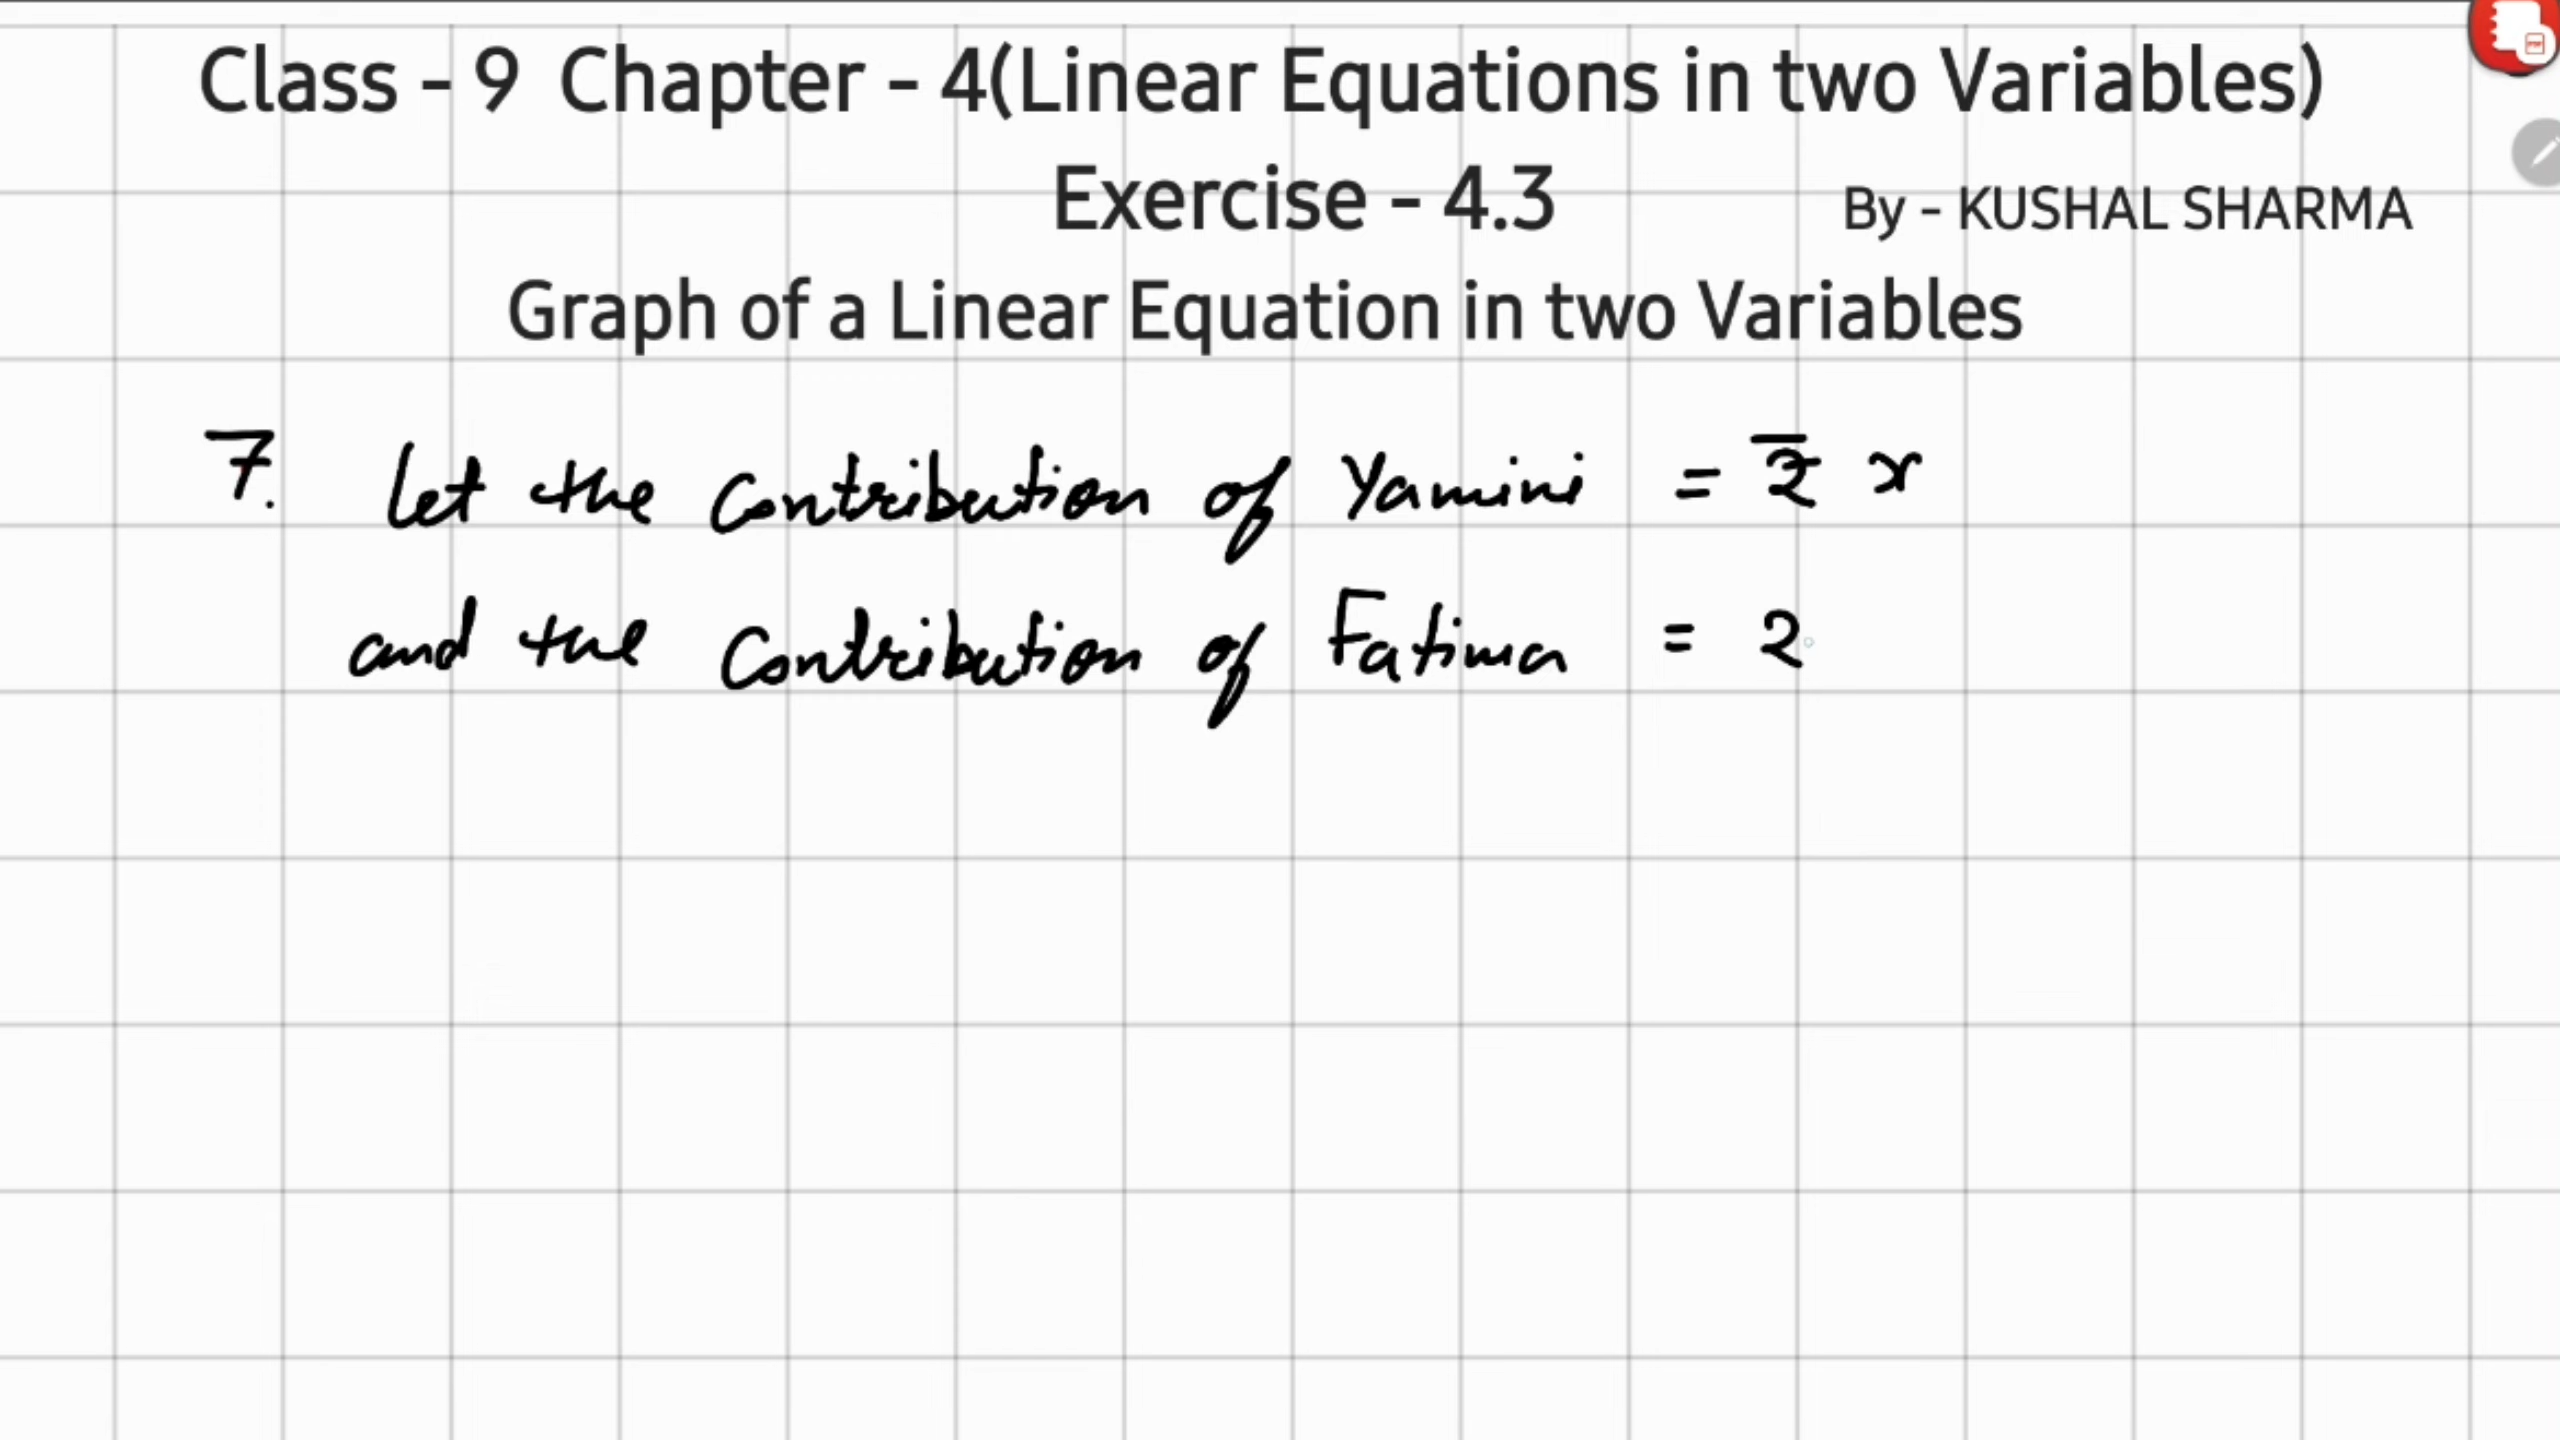 Class - 9 Chapter - 4(Linear Equations in two Variables)
Exercise - 4.3 By - KUSHAL SHARMA
Graph of a Linear Equation in two Variables
7. Let the Contribution of Yamini = ₹ x
and the Contribution of Fatima = 2